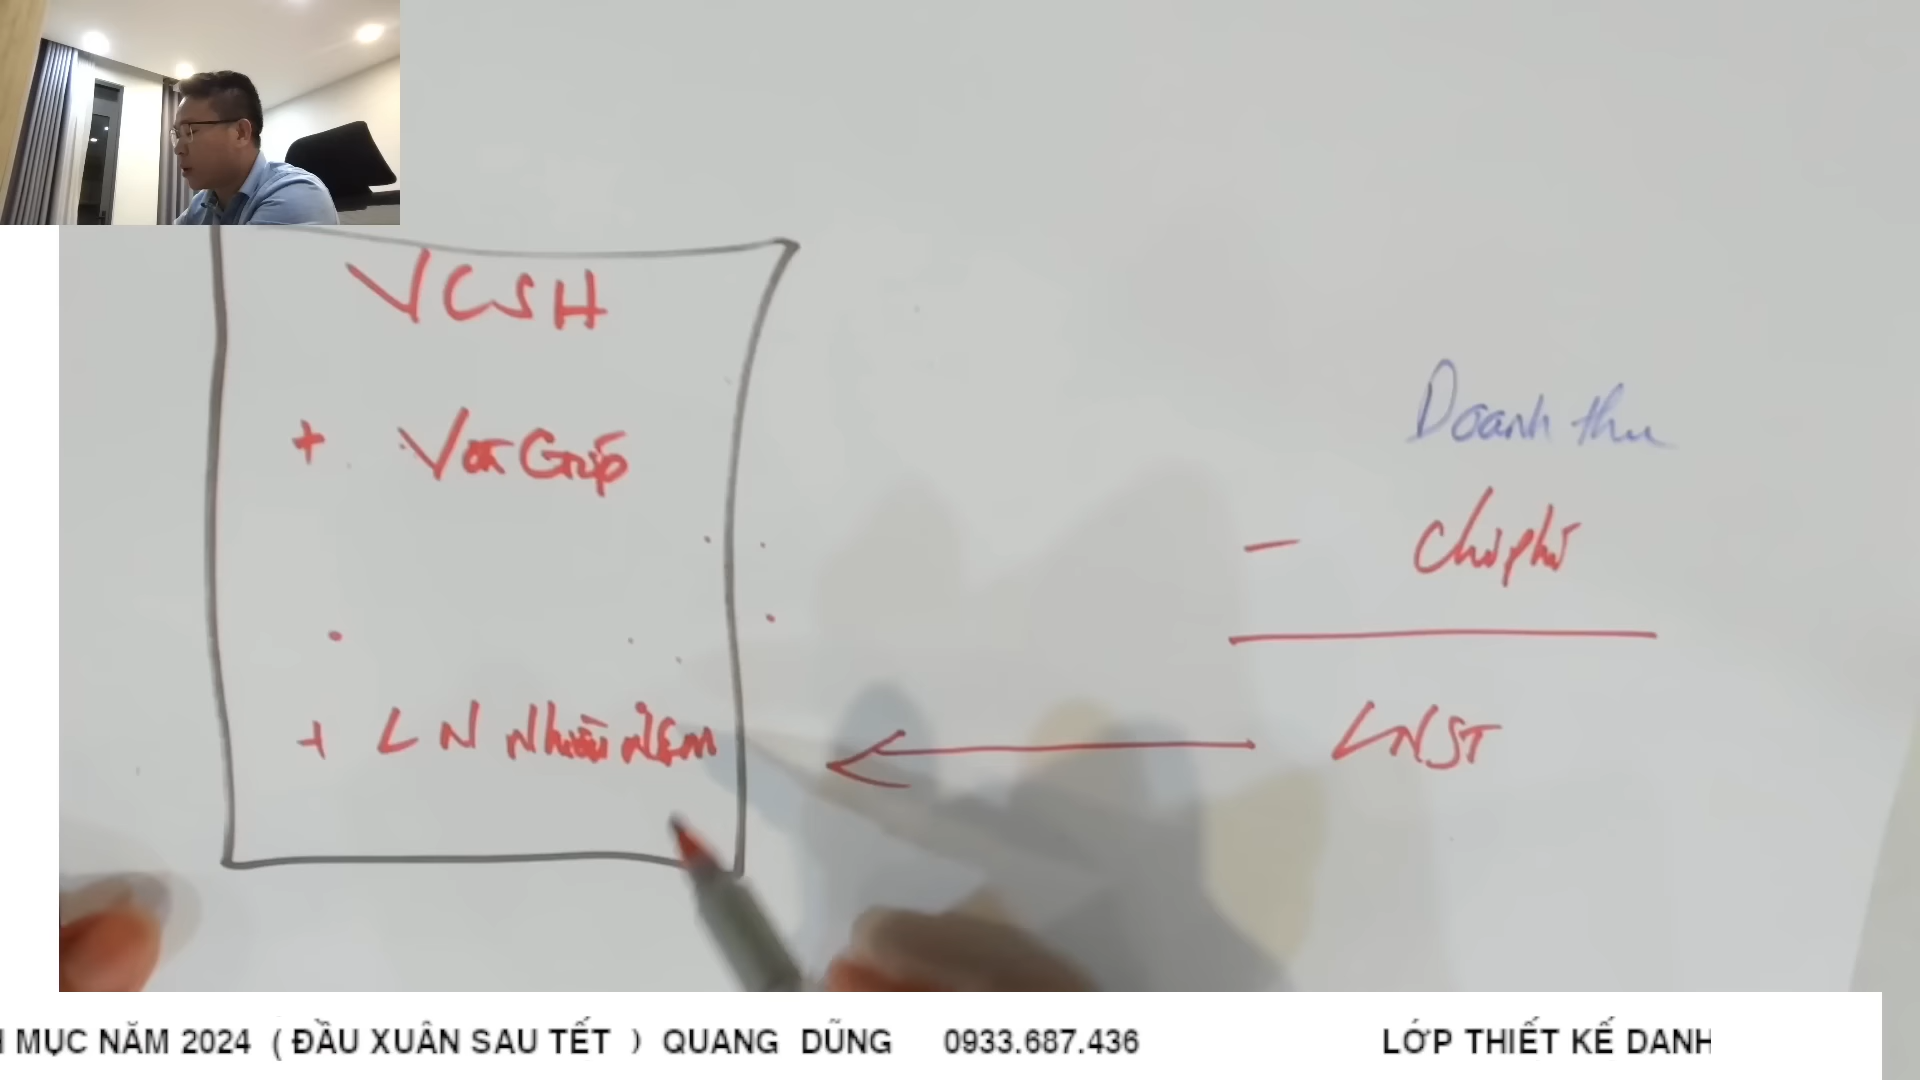 VCSH
+ Vốn Góp
+ LN Nhiều Năm
Doanh thu
- Chi phí
LNST
MỤC NĂM 2024 ( ĐẦU XUÂN SAU TẾT ) QUANG DŨNG 0933.687.436 LỚP THIẾT KẾ DANH